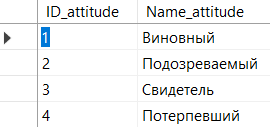 ID_attitude Name_attitude
1 Виновный
2 Подозреваемый
3 Свидетель
4 Потерпевший